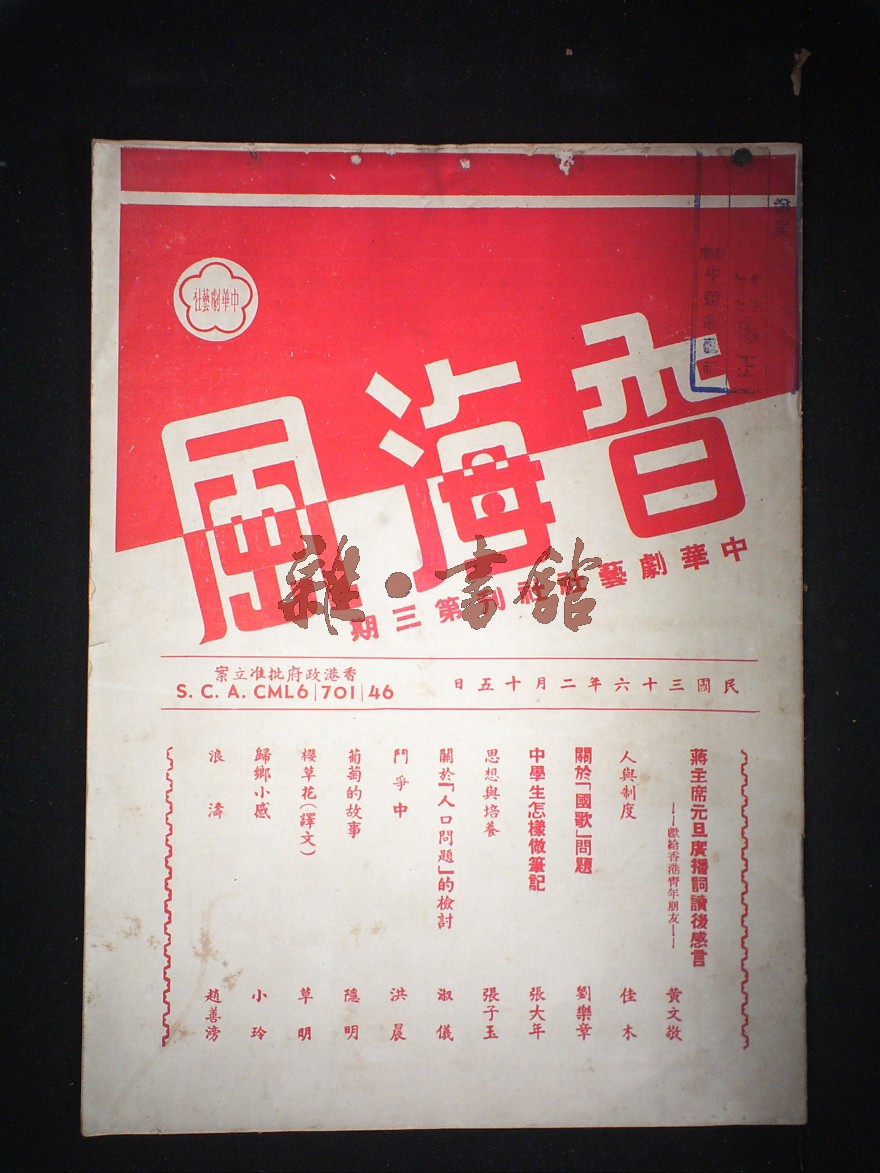 中華劇藝社
香海風
中華劇藝社社刊第三期
雜·書館
民國三十六年二月十五日
香港政府批准立案
S. C. A. CML6|701|46
蔣主席元旦廣播詞讀後感言
——獻給香港青年朋友——
黃文敬
人與制度 佳木
關於「國歌」問題 劉樂章
中學生怎樣做筆記 張大年
思想與培養 張子玉
關於「人口問題」的檢討 淑儀
鬥爭中 洪晨
葡萄的故事 隱明
櫻草花(譯文) 草明
歸鄉小感 小玲
浪濤 趙善滂